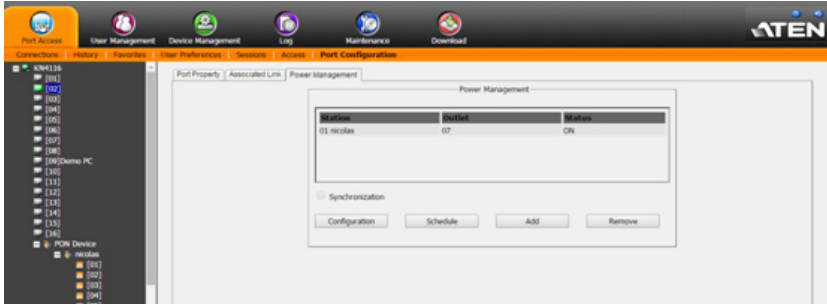 Port Access User Management Device Management Log Maintenance Download ATEN
Connections History Favorites User Preferences Sessions Access Port Configuration
KN4116
[01]
[02]
[03]
[04]
[05]
[06]
[07]
[08]
[09]Demo PC
[10]
[11]
[12]
[13]
[14]
[15]
[16]
PON Device
nicolas
[01]
[02]
[03]
[04]
Port Property Associated Link Power Management
Power Management
Station Outlet Status
01 nicolas 07 ON
Synchronization
Configuration Schedule Add Remove